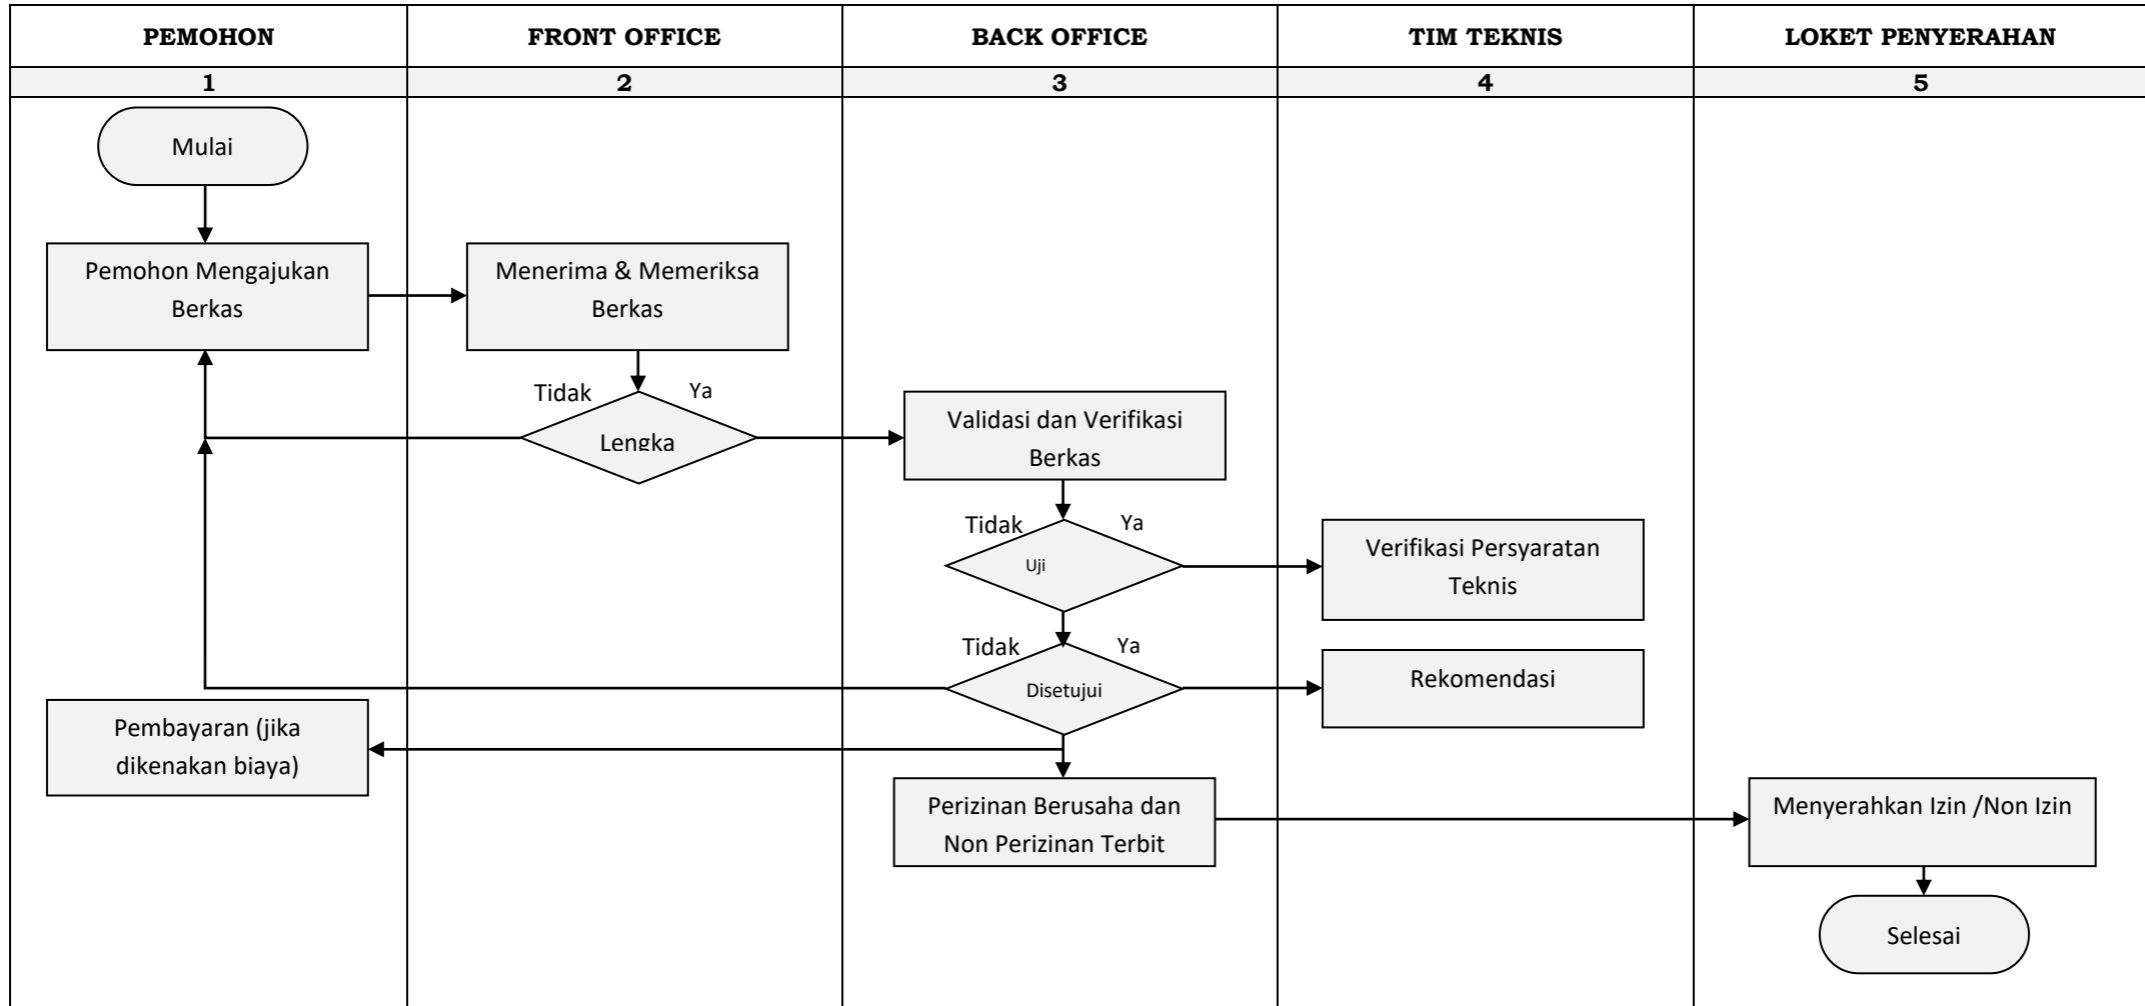 PEMOHON
FRONT OFFICE
BACK OFFICE
TIM TEKNIS
LOKET PENYERAHAN
1
2
3
4
5
Mulai
Pemohon Mengajukan
Berkas
Menerima & Memeriksa
Berkas
Tidak
Ya
Lengka
Validasi dan Verifikasi
Berkas
Tidak
Ya
Uji
Verifikasi Persyaratan
Teknis
Tidak
Ya
Disetujui
Rekomendasi
Pembayaran (jika
dikenakan biaya)
Perizinan Berusaha dan
Non Perizinan Terbit
Menyerahkan Izin /Non Izin
Selesai